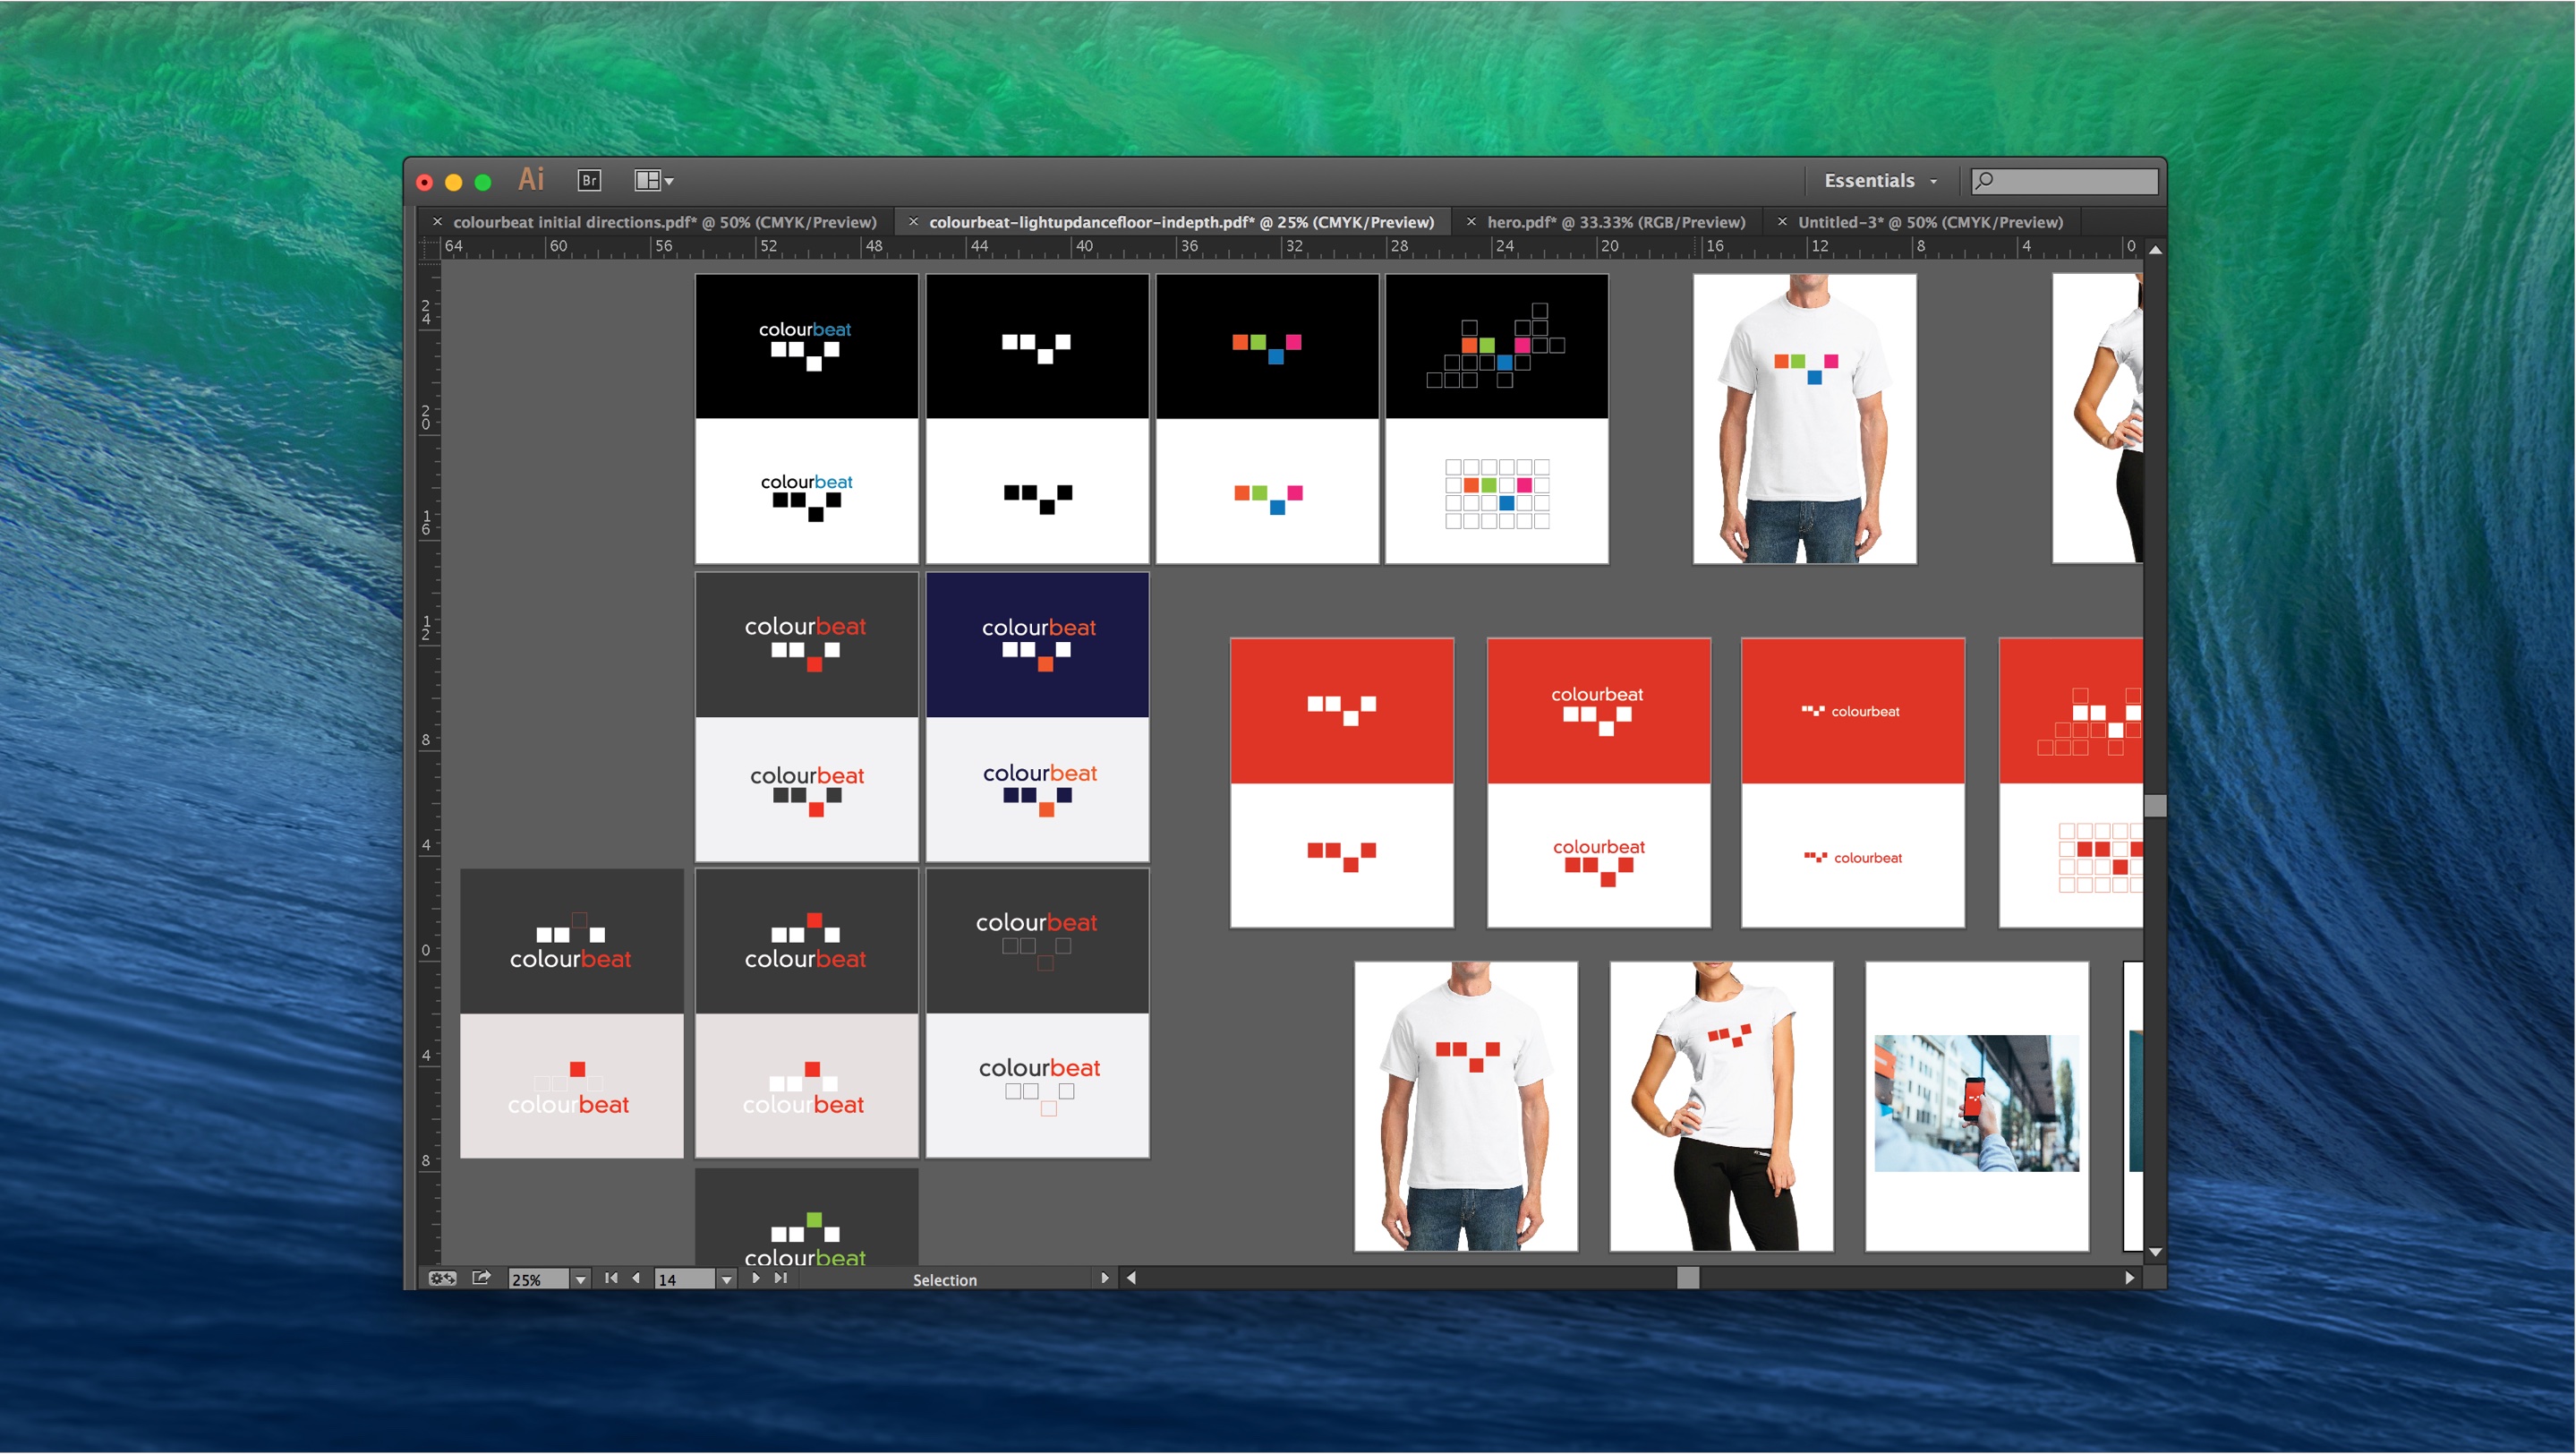 Ai Br Essentials
× colourbeat initial directions.pdf* @ 50% (CMYK/Preview) × colourbeat-lightupdancefloor-indepth.pdf* @ 25% (CMYK/Preview) × hero.pdf* @ 33.33% (RGB/Preview) × Untitled-3* @ 50% (CMYK/Preview)
64 60 56 52 48 44 40 36 32 28 24 20 16 12 8 4 0
24
20
16
12
8
4
0
4
8
colourbeat
colourbeat
colourbeat colourbeat
colourbeat colourbeat
colourbeat colourbeat
colourbeat colourbeat
colourbeat colourbeat colourbeat
colourbeat colourbeat colourbeat
colourbeat
25% 14 Selection